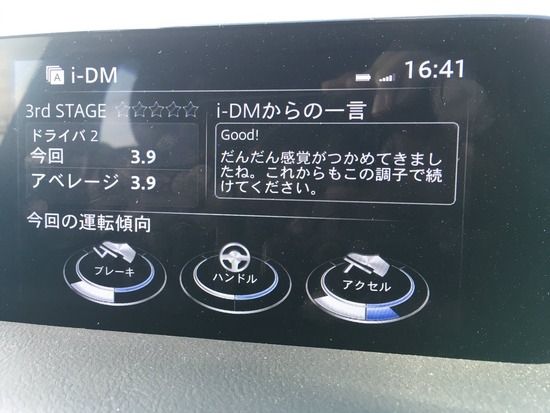 A i-DM 16:41
3rd STAGE ☆☆☆☆☆
ドライバ 2
今回 3.9
アベレージ 3.9
i-DMからの一言
Good!
だんだん感覚がつかめてきまし
たね。これからもこの調子で続
けてください。
今回の運転傾向
ブレーキ
ハンドル
アクセル